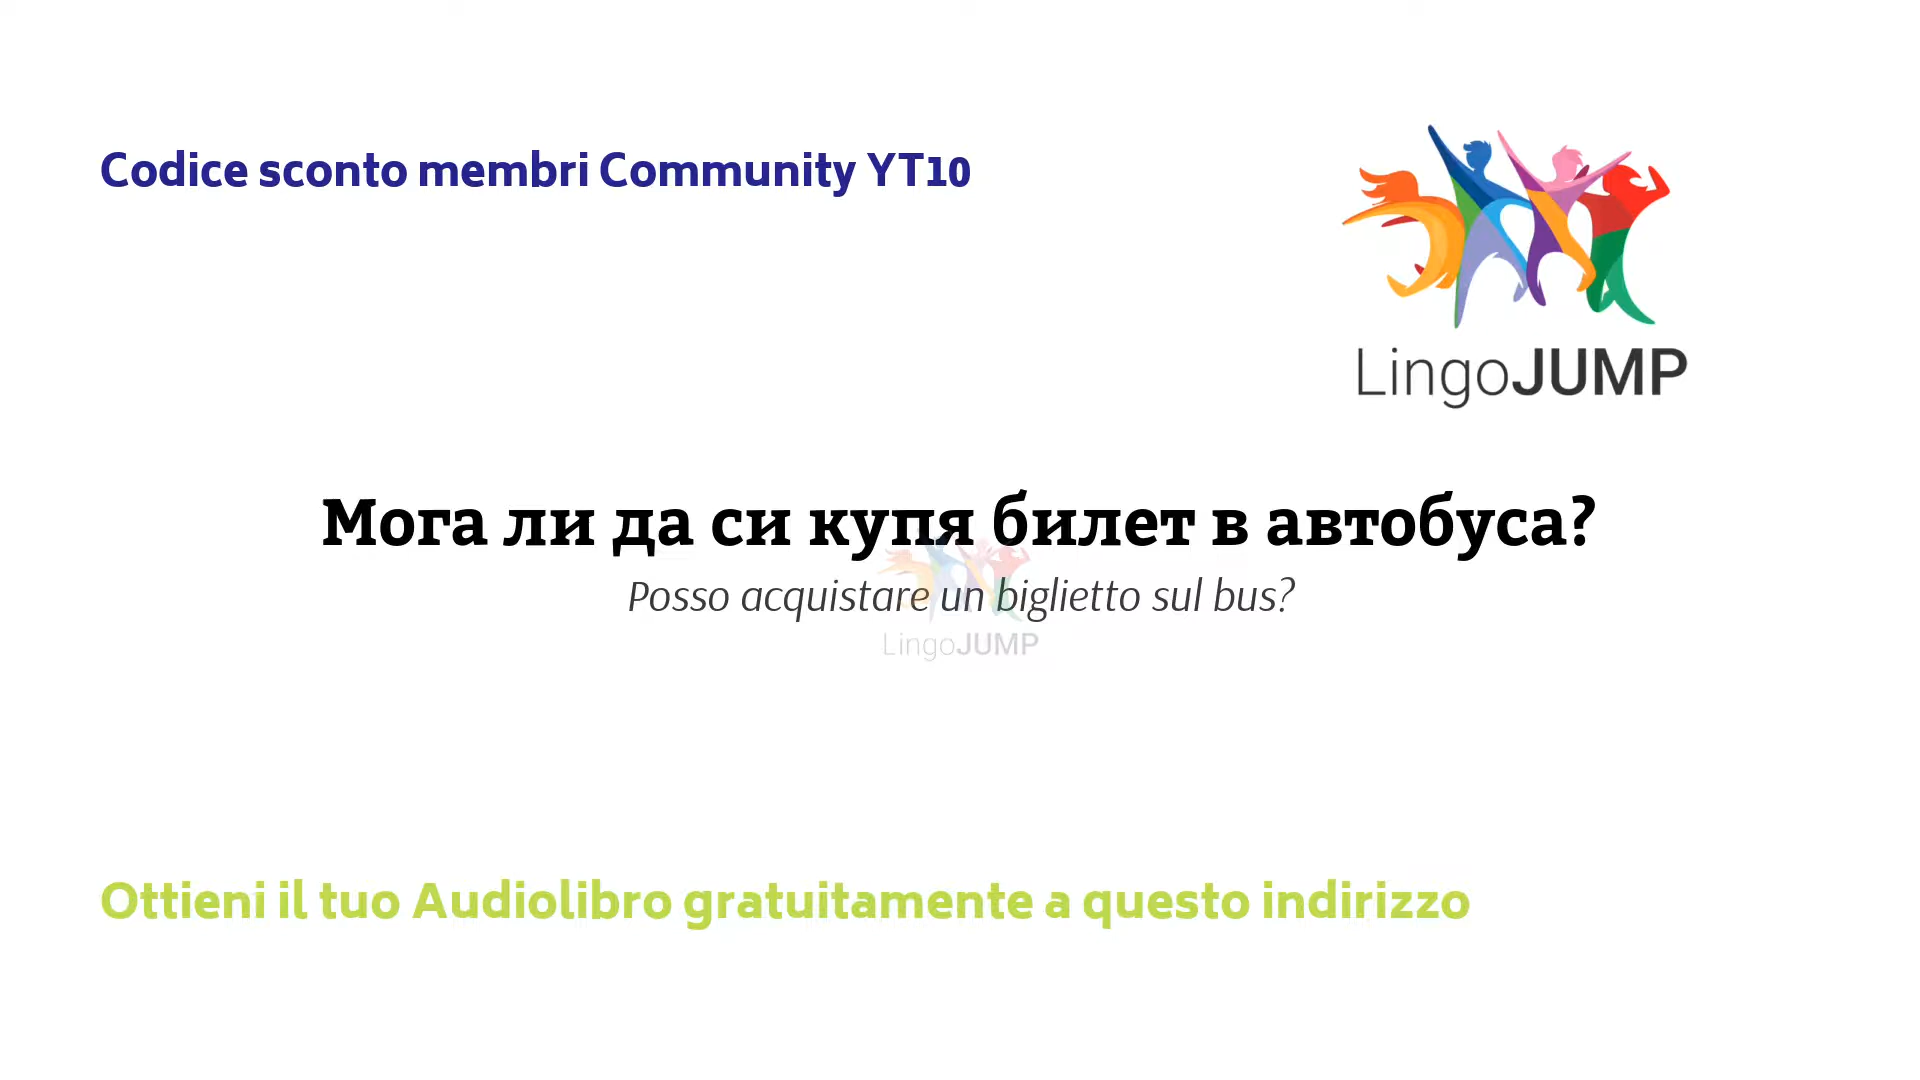 Codice sconto membri Community YT10
LingoJUMP
Мога ли да си купя билет в автобуса?
Posso acquistare un biglietto sul bus?
LingoJUMP
Ottieni il tuo Audiolibro gratuitamente a questo indirizzo